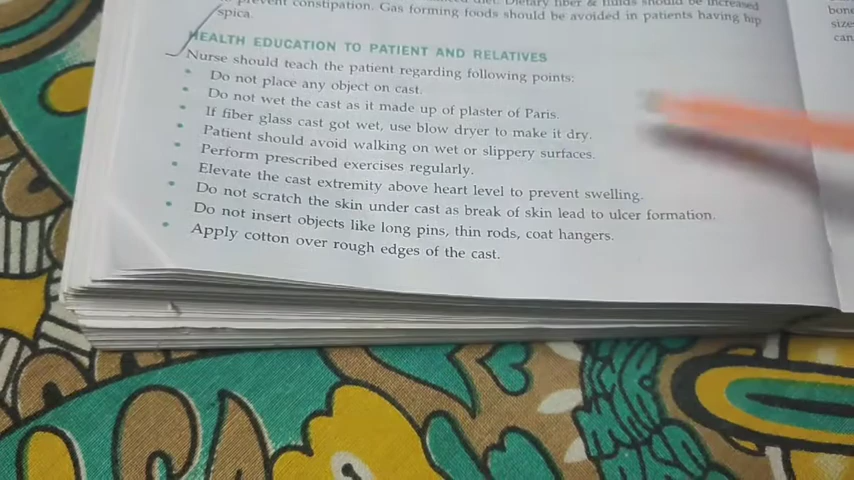 prevent constipation. Gas forming foods should be avoided in patients having hip
spica.
HEALTH EDUCATION TO PATIENT AND RELATIVES
Nurse should teach the patient regarding following points:
• Do not place any object on cast.
• Do not wet the cast as it made up of plaster of Paris.
• If fiber glass cast got wet, use blow dryer to make it dry.
• Patient should avoid walking on wet or slippery surfaces.
• Perform prescribed exercises regularly.
• Elevate the cast extremity above heart level to prevent swelling.
• Do not scratch the skin under cast as break of skin lead to ulcer formation.
• Do not insert objects like long pins, thin rods, coat hangers.
• Apply cotton over rough edges of the cast.
bone
size
can